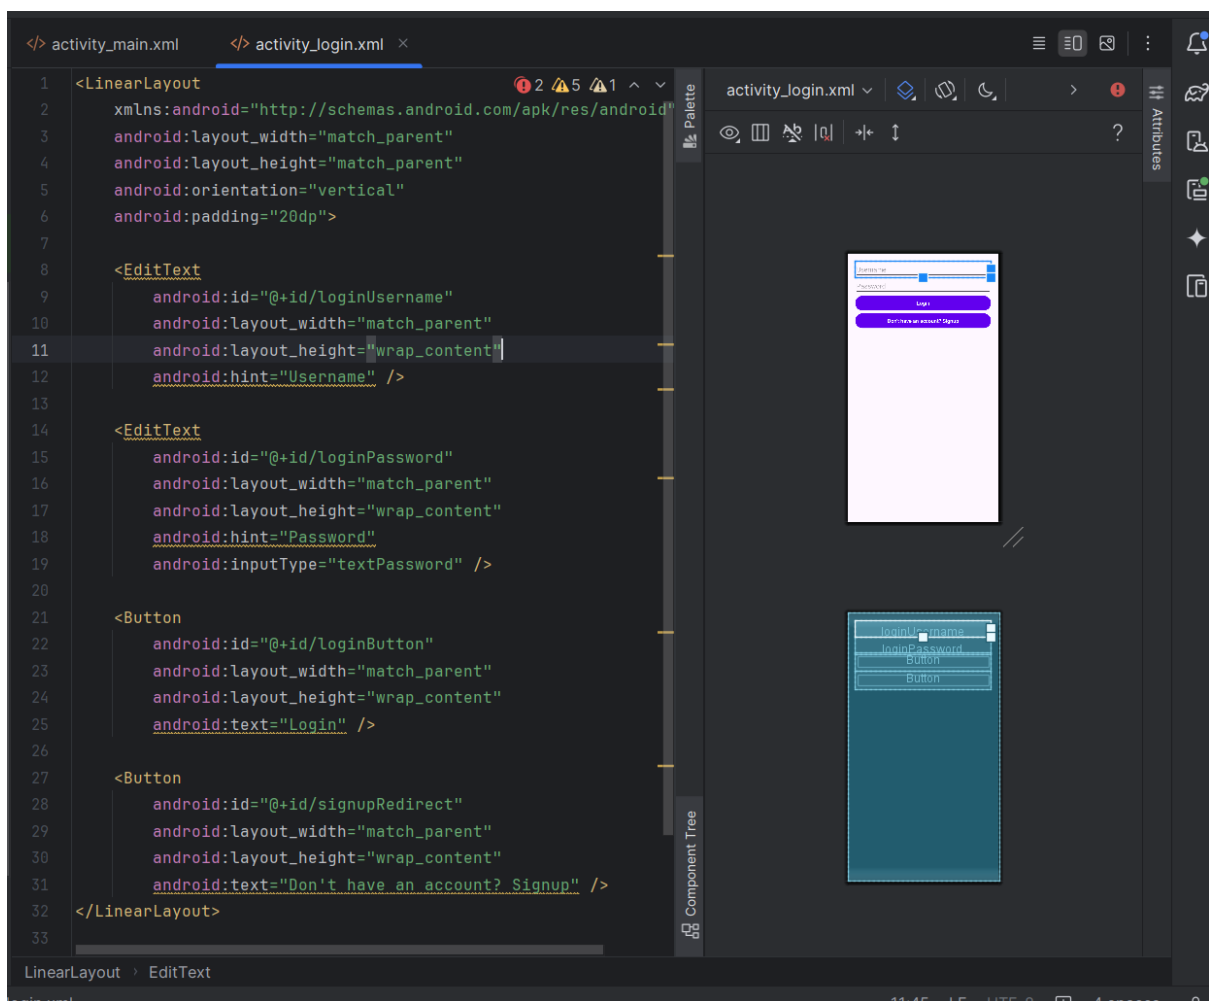 </> activity_main.xml
</> activity_login.xml ×
2 5 1
1 <LinearLayout
2 xmlns:android="http://schemas.android.com/apk/res/android"
3 android:layout_width="match_parent"
4 android:layout_height="match_parent"
5 android:orientation="vertical"
6 android:padding="20dp">
7
8 <EditText
9 android:id="@+id/loginUsername"
10 android:layout_width="match_parent"
11 android:layout_height="wrap_content"
12 android:hint="Username" />
13
14 <EditText
15 android:id="@+id/loginPassword"
16 android:layout_width="match_parent"
17 android:layout_height="wrap_content"
18 android:hint="Password"
19 android:inputType="textPassword" />
20
21 <Button
22 android:id="@+id/loginButton"
23 android:layout_width="match_parent"
24 android:layout_height="wrap_content"
25 android:text="Login" />
26
27 <Button
28 android:id="@+id/signupRedirect"
29 android:layout_width="match_parent"
30 android:layout_height="wrap_content"
31 android:text="Don't have an account? Signup" />
32 </LinearLayout>
33
LinearLayout › EditText
Palette
Component Tree
activity_login.xml
?
Attributes
Username
Password
Login
Don't have an account? Signup
loginUsername
loginPassword
Button
Button